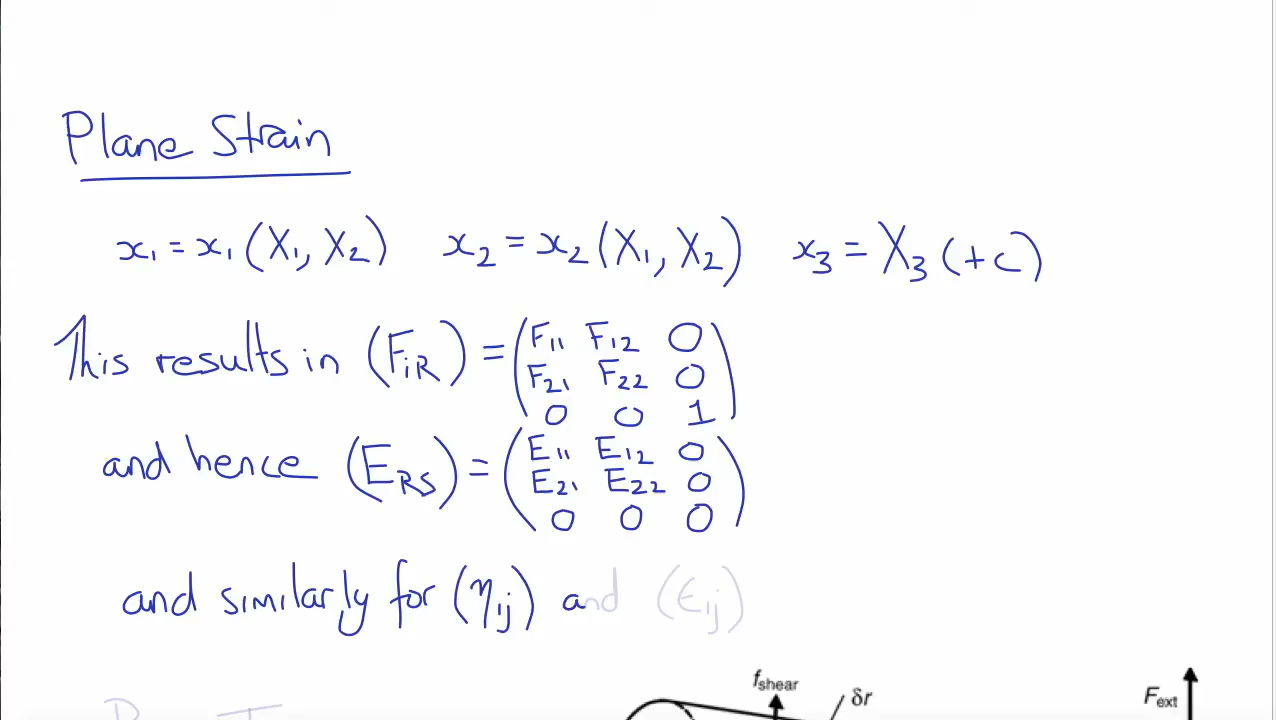 Plane Strain
x₁ = x₁ (X₁, X₂)  x₂ = x₂ (X₁, X₂)  x₃ = X₃ (+c)
This results in (F_iR) = (F₁₁ F₁₂ 0
F₂₁ F₂₂ 0
0 0 1)
and hence (E_RS) = (E₁₁ E₁₂ 0
E₂₁ E₂₂ 0
0 0 0)
and similarly for (η_ij) and (ε_ij)
f_shear
δr
F_ext